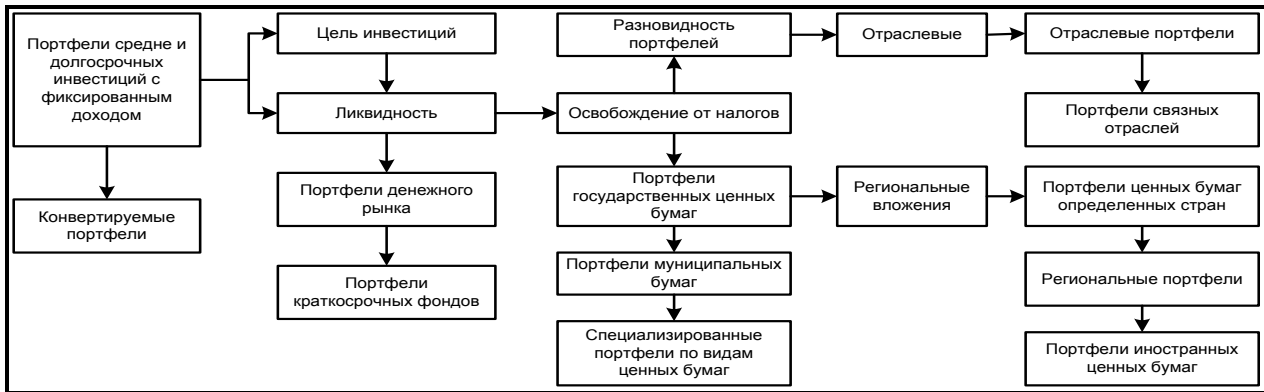 Портфели средне и
долгосрочных
инвестиций с
фиксированным
доходом
Конвертируемые
портфели
Цель инвестиций
Ликвидность
Портфели денежного
рынка
Портфели
краткосрочных фондов
Разновидность
портфелей
Освобождение от налогов
Портфели
государственных ценных
бумаг
Портфели муниципальных
бумаг
Специализированные
портфели по видам
ценных бумаг
Отраслевые
Региональные
вложения
Отраслевые портфели
Портфели связных
отраслей
Портфели ценных бумаг
определенных стран
Региональные портфели
Портфели иностранных
ценных бумаг